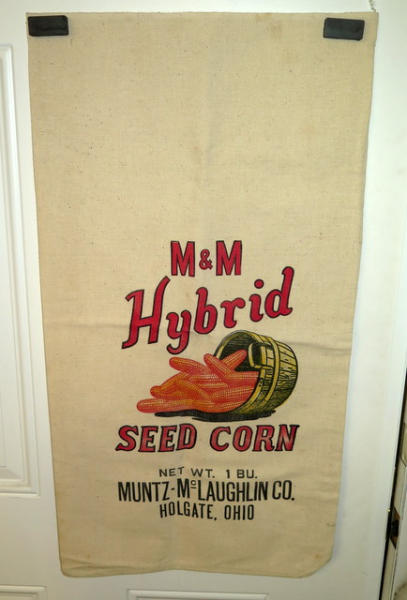 M & M
Hybrid
SEED CORN
NET WT. 1 BU.
MUNTZ-McLAUGHLIN CO.
HOLGATE, OHIO